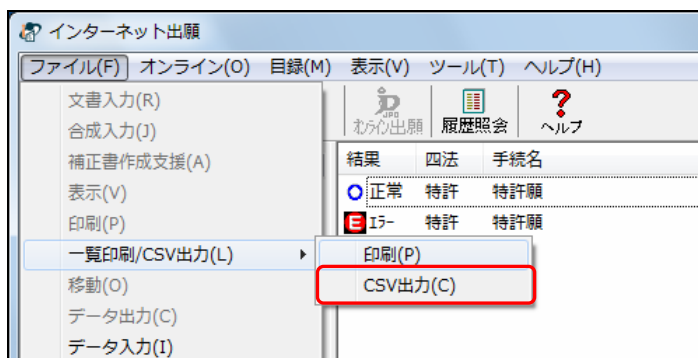 インターネット出願
ファイル(F) オンライン(O) 目録(M) 表示(V) ツール(T) ヘルプ(H)
文書入力(R)
合成入力(J)
補正書作成支援(A)
表示(V)
印刷(P)
一覧印刷/CSV出力(L)
移動(O)
データ出力(C)
データ入力(I)
JPO
オンライン出願 履歴照会 ヘルプ
結果 四法 手続名
正常 特許 特許願
E エラー 特許 特許願
印刷(P)
CSV出力(C)